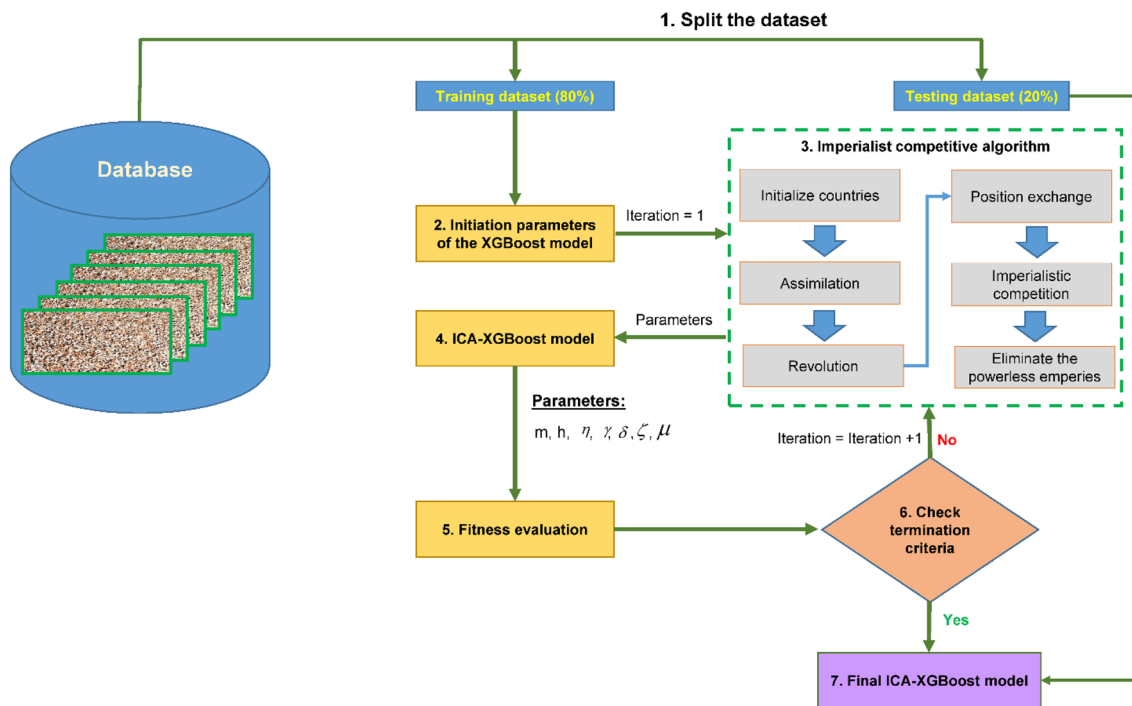 1. Split the dataset
Training dataset (80%)
Testing dataset (20%)
Database
2. Initiation parameters
of the XGBoost model
Iteration = 1
3. Imperialist competitive algorithm
Initialize countries
Assimilation
Revolution
Position exchange
Imperialistic
competition
Eliminate the
powerless emperies
Parameters
4. ICA-XGBoost model
Parameters:
m, h, η, γ, δ, ζ, μ
Iteration = Iteration +1
No
5. Fitness evaluation
6. Check
termination
criteria
Yes
7. Final ICA-XGBoost model